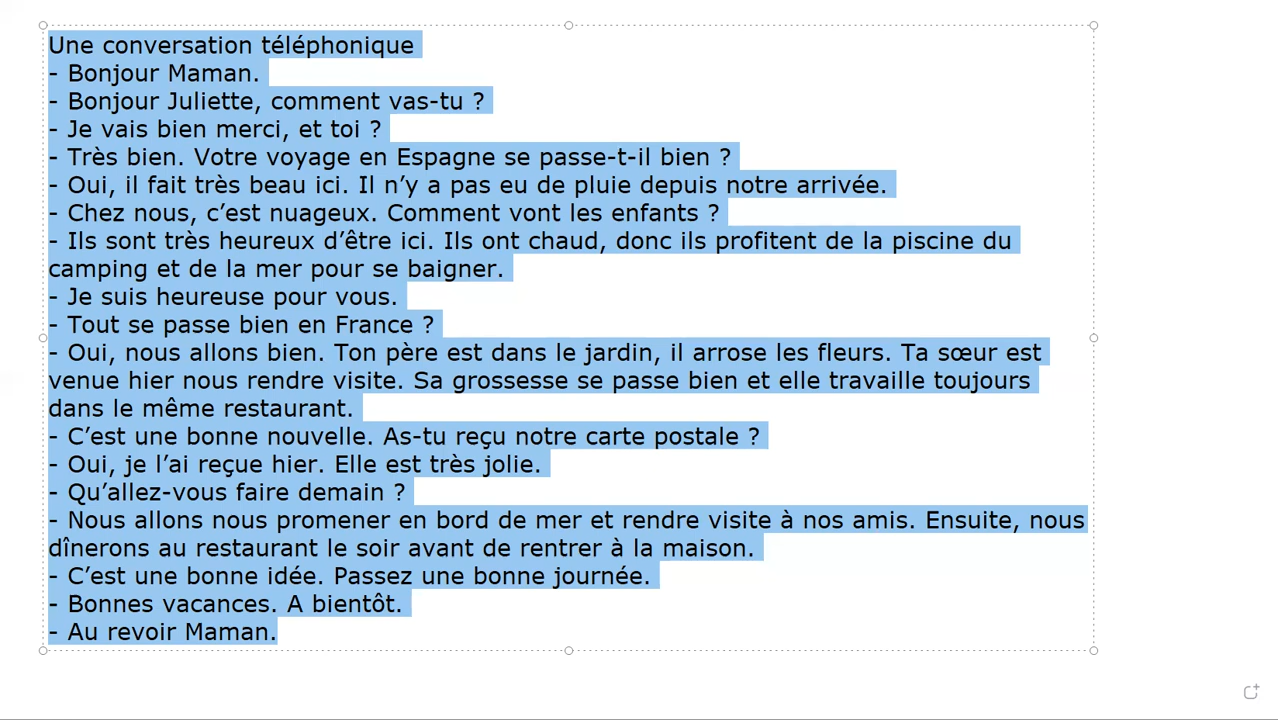 Une conversation téléphonique
- Bonjour Maman.
- Bonjour Juliette, comment vas-tu ?
- Je vais bien merci, et toi ?
- Très bien. Votre voyage en Espagne se passe-t-il bien ?
- Oui, il fait très beau ici. Il n’y a pas eu de pluie depuis notre arrivée.
- Chez nous, c’est nuageux. Comment vont les enfants ?
- Ils sont très heureux d’être ici. Ils ont chaud, donc ils profitent de la piscine du
camping et de la mer pour se baigner.
- Je suis heureuse pour vous.
- Tout se passe bien en France ?
- Oui, nous allons bien. Ton père est dans le jardin, il arrose les fleurs. Ta sœur est
venue hier nous rendre visite. Sa grossesse se passe bien et elle travaille toujours
dans le même restaurant.
- C’est une bonne nouvelle. As-tu reçu notre carte postale ?
- Oui, je l’ai reçue hier. Elle est très jolie.
- Qu’allez-vous faire demain ?
- Nous allons nous promener en bord de mer et rendre visite à nos amis. Ensuite, nous
dînerons au restaurant le soir avant de rentrer à la maison.
- C’est une bonne idée. Passez une bonne journée.
- Bonnes vacances. A bientôt.
- Au revoir Maman.